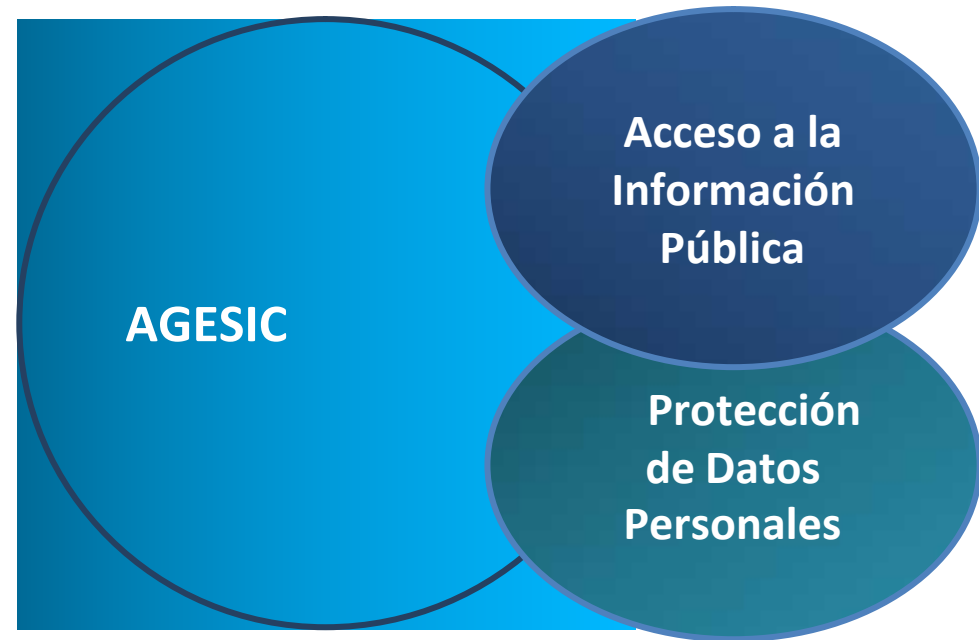 AGESIC
Acceso a la
Información
Pública
Protección
de Datos
Personales